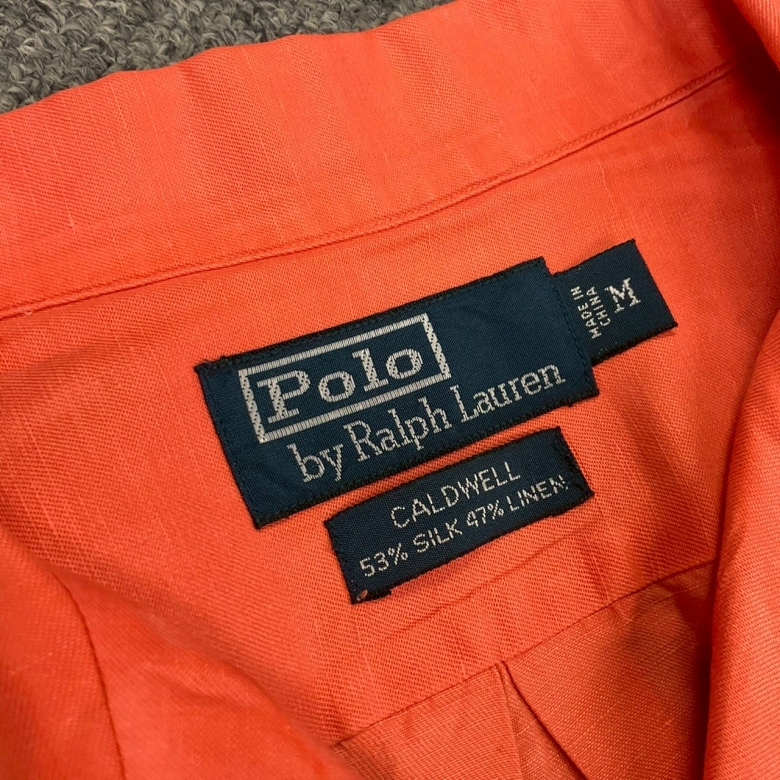 Polo
by Ralph Lauren
MADE IN
CHINA
M
CALDWELL
53% SILK 47% LINEN